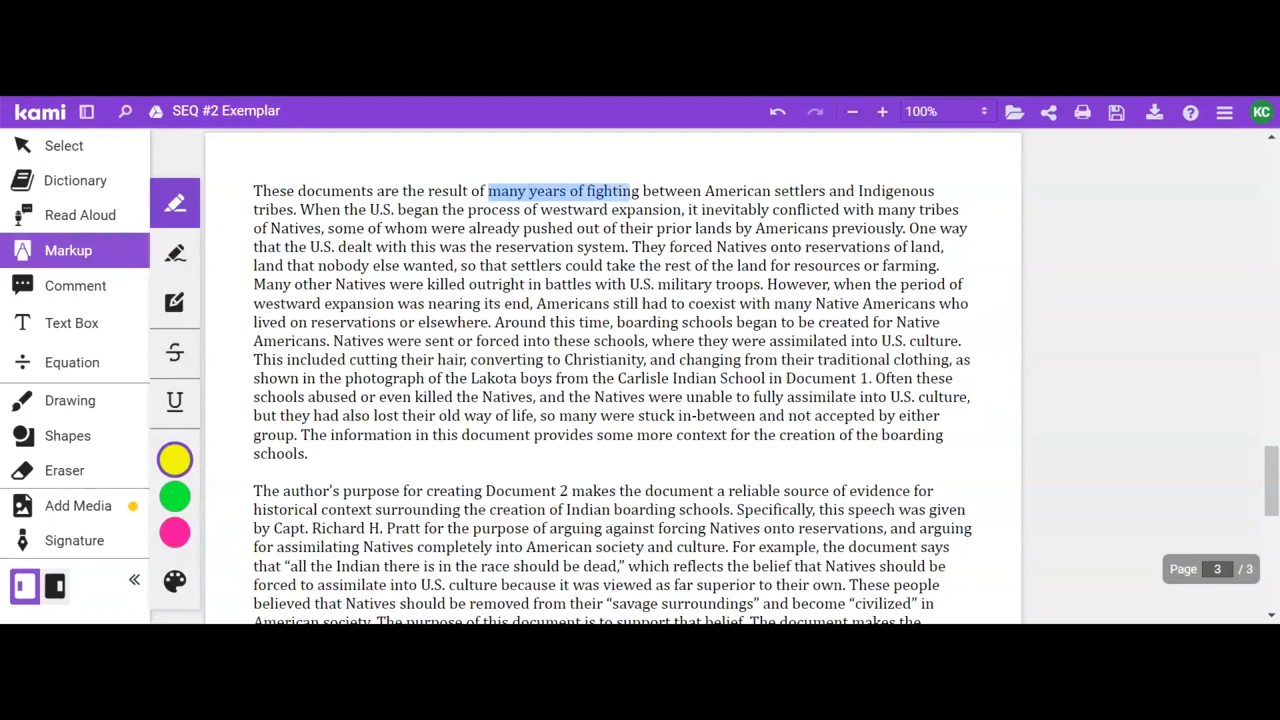 kami
SEQ #2 Exemplar
100%
KC
Select
Dictionary
Read Aloud
Markup
Comment
Text Box
Equation
Drawing
Shapes
Eraser
Add Media
Signature
These documents are the result of many years of fighting between American settlers and Indigenous
tribes. When the U.S. began the process of westward expansion, it inevitably conflicted with many tribes
of Natives, some of whom were already pushed out of their prior lands by Americans previously. One way
that the U.S. dealt with this was the reservation system. They forced Natives onto reservations of land,
land that nobody else wanted, so that settlers could take the rest of the land for resources or farming.
Many other Natives were killed outright in battles with U.S. military troops. However, when the period of
westward expansion was nearing its end, Americans still had to coexist with many Native Americans who
lived on reservations or elsewhere. Around this time, boarding schools began to be created for Native
Americans. Natives were sent or forced into these schools, where they were assimilated into U.S. culture.
This included cutting their hair, converting to Christianity, and changing from their traditional clothing, as
shown in the photograph of the Lakota boys from the Carlisle Indian School in Document 1. Often these
schools abused or even killed the Natives, and the Natives were unable to fully assimilate into U.S. culture,
but they had also lost their old way of life, so many were stuck in-between and not accepted by either
group. The information in this document provides some more context for the creation of the boarding
schools.
The author's purpose for creating Document 2 makes the document a reliable source of evidence for
historical context surrounding the creation of Indian boarding schools. Specifically, this speech was given
by Capt. Richard H. Pratt for the purpose of arguing against forcing Natives onto reservations, and arguing
for assimilating Natives completely into American society and culture. For example, the document says
that “all the Indian there is in the race should be dead,” which reflects the belief that Natives should be
forced to assimilate into U.S. culture because it was viewed as far superior to their own. These people
believed that Natives should be removed from their “savage surroundings” and become “civilized” in
American society. The purpose of this document is to support that belief. The document makes the
Page 3 / 3